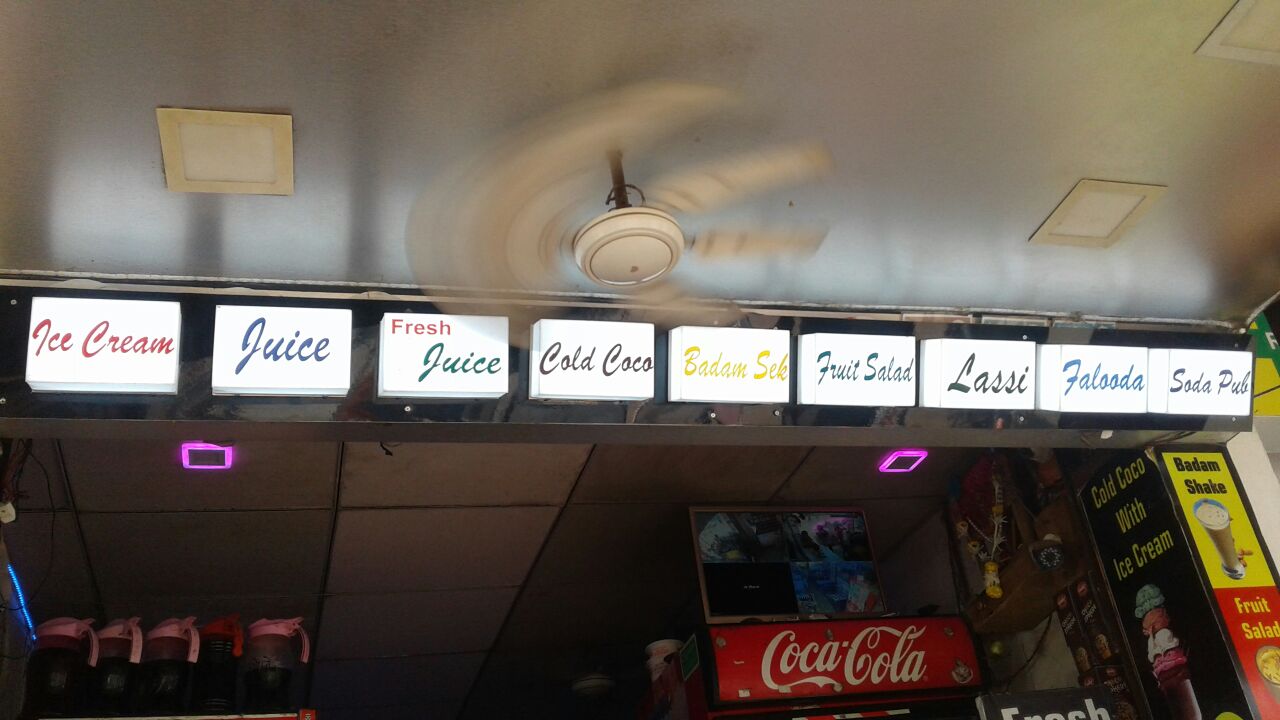 Ice Cream
Juice
Fresh
Juice
Cold Coco
Badam Sek
Fruit Salad
Lassi
Falooda
Soda Pub
Cold Coco
With
Ice Cream
Badam
Shake
Fruit
Salad
Coca-Cola
Fresh